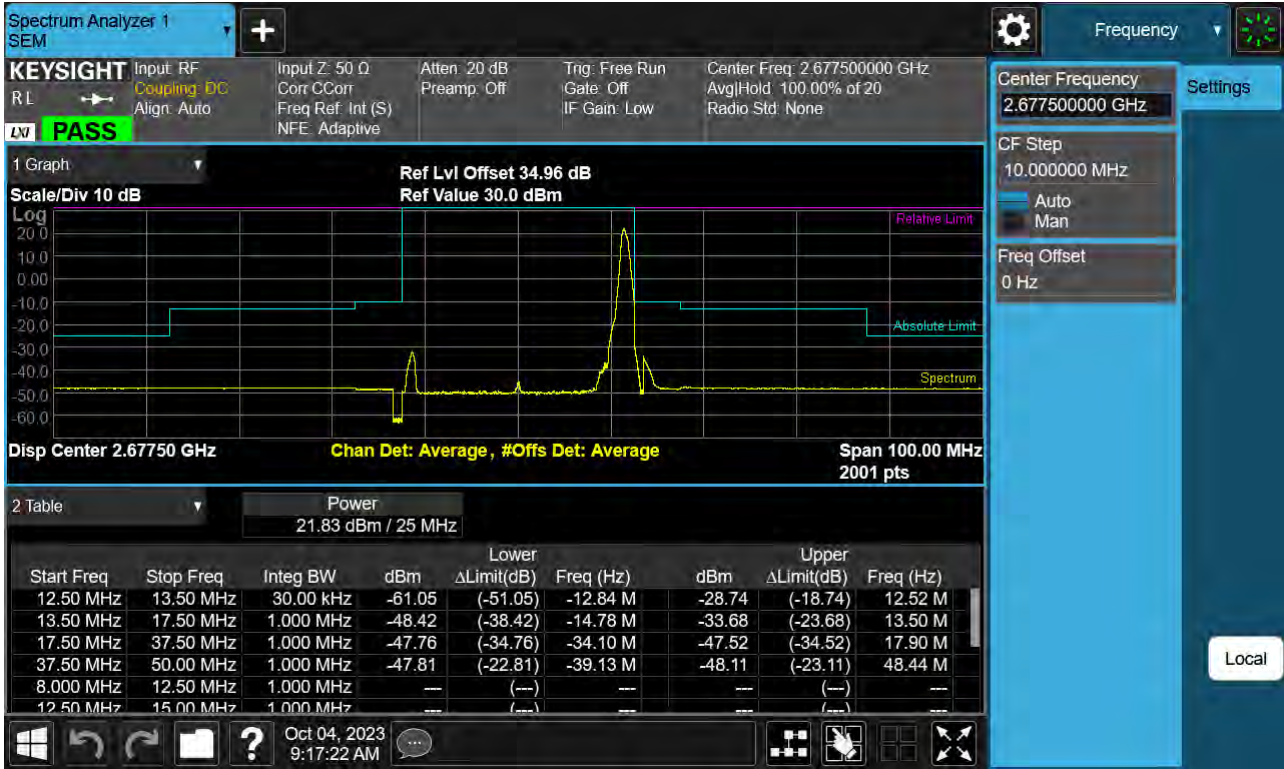 Spectrum Analyzer 1
SEM
Frequency
KEYSIGHT
RL
LXI
PASS
Input: RF
Coupling: DC
Align: Auto
Input Z: 50 Ω
Corr CCorr
Freq Ref: Int (S)
NFE: Adaptive
Atten: 20 dB
Preamp: Off
Trig: Free Run
Gate: Off
IF Gain: Low
Center Freq: 2.677500000 GHz
Avg|Hold: 100.00% of 20
Radio Std: None
Center Frequency
2.677500000 GHz
Settings
CF Step
10.000000 MHz
Auto
Man
Freq Offset
0 Hz
Local
1 Graph
Scale/Div 10 dB
Ref Lvl Offset 34.96 dB
Ref Value 30.0 dBm
Log
20.0
10.0
0.00
-10.0
-20.0
-30.0
-40.0
-50.0
-60.0
Relative Limit
Absolute Limit
Spectrum
Disp Center 2.67750 GHz
Chan Det: Average, #Offs Det: Average
Span 100.00 MHz
2001 pts
2 Table
Power
21.83 dBm / 25 MHz
Lower Upper
Start Freq Stop Freq Integ BW dBm ΔLimit(dB) Freq (Hz) dBm ΔLimit(dB) Freq (Hz)
12.50 MHz 13.50 MHz 30.00 kHz -61.05 (-51.05) -12.84 M -28.74 (-18.74) 12.52 M
13.50 MHz 17.50 MHz 1.000 MHz -48.42 (-38.42) -14.78 M -33.68 (-23.68) 13.50 M
17.50 MHz 37.50 MHz 1.000 MHz -47.76 (-34.76) -34.10 M -47.52 (-34.52) 17.90 M
37.50 MHz 50.00 MHz 1.000 MHz -47.81 (-22.81) -39.13 M -48.11 (-23.11) 48.44 M
8.000 MHz 12.50 MHz 1.000 MHz --- (---) --- --- (---) ---
12.50 MHz 15.00 MHz 1.000 MHz --- (---) --- --- (---) ---
?
Oct 04, 2023
9:17:22 AM